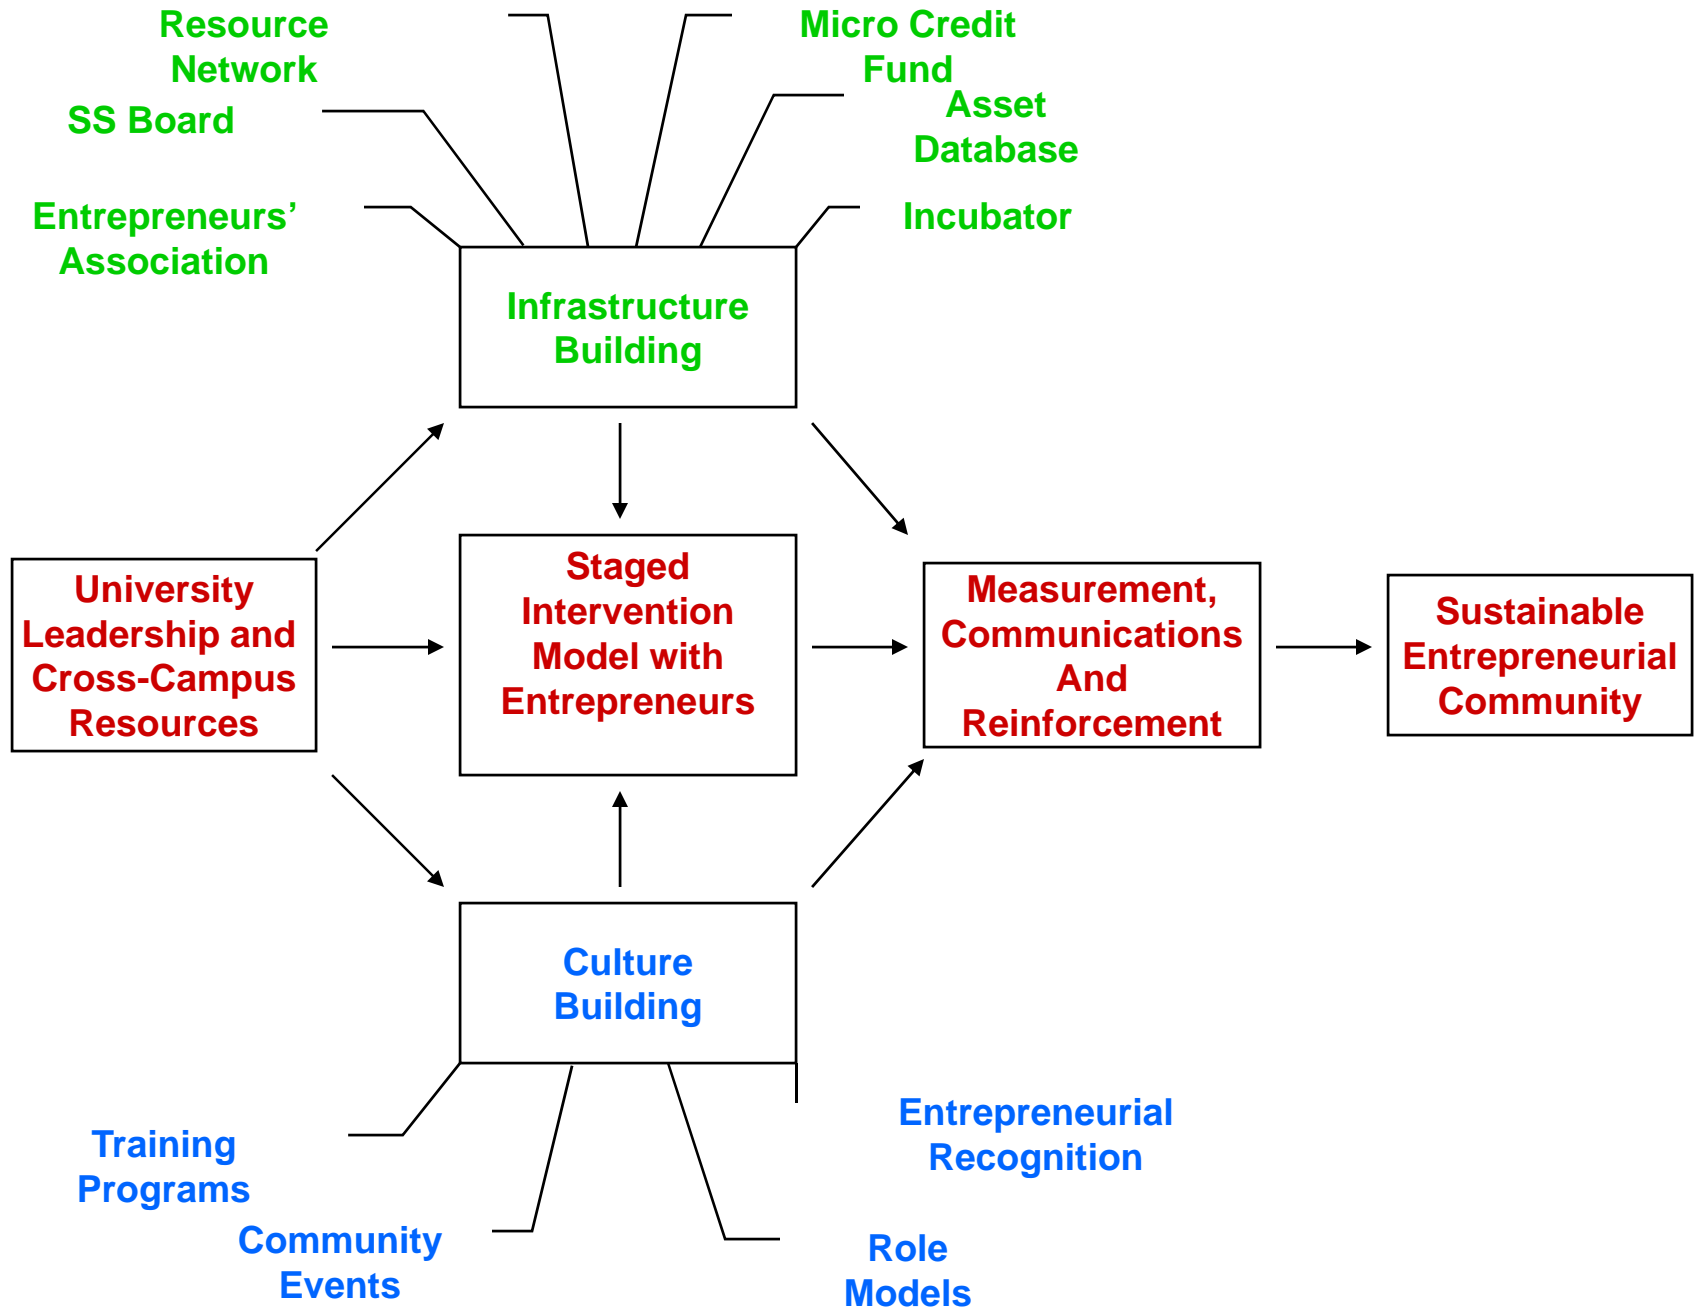 Resource
Network
Micro Credit
Fund
SS Board
Asset
Database
Entrepreneurs’
Association
Incubator
Infrastructure
Building
University
Leadership and
Cross-Campus
Resources
Staged
Intervention
Model with
Entrepreneurs
Measurement,
Communications
And
Reinforcement
Sustainable
Entrepreneurial
Community
Culture
Building
Training
Programs
Community
Events
Role
Models
Entrepreneurial
Recognition